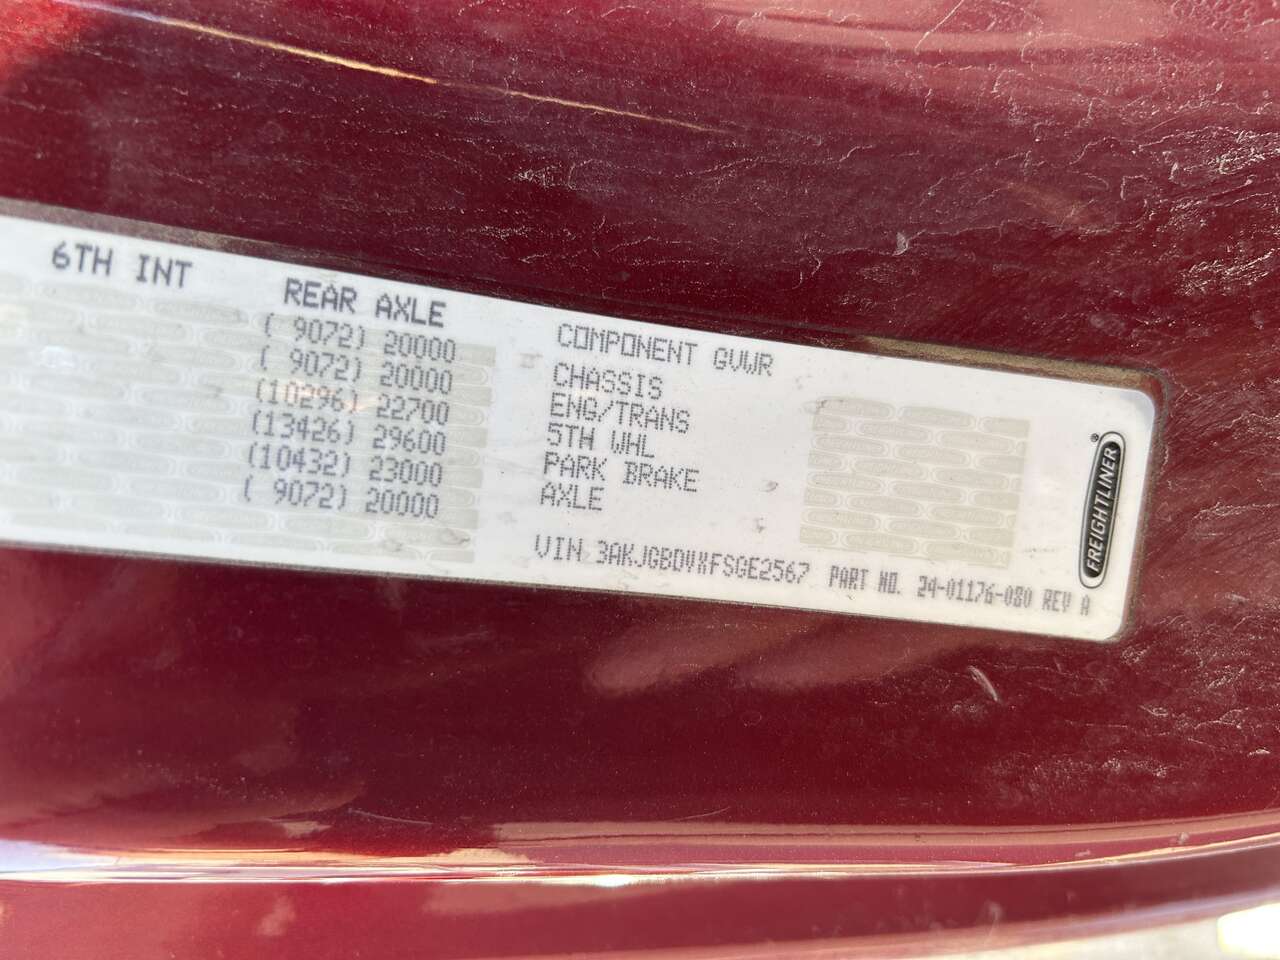 6TH INT REAR AXLE COMPONENT GVWR
( 9072) 20000 CHASSIS
( 9072) 20000 ENG/TRANS
(10296) 22700 5TH WHL
(13426) 29600 PARK BRAKE
(10432) 23000 AXLE
( 9072) 20000
VIN 3AKJGBDVXFSGE2567 PART NO. 24-01176-080 REV A
FREIGHTLINER®